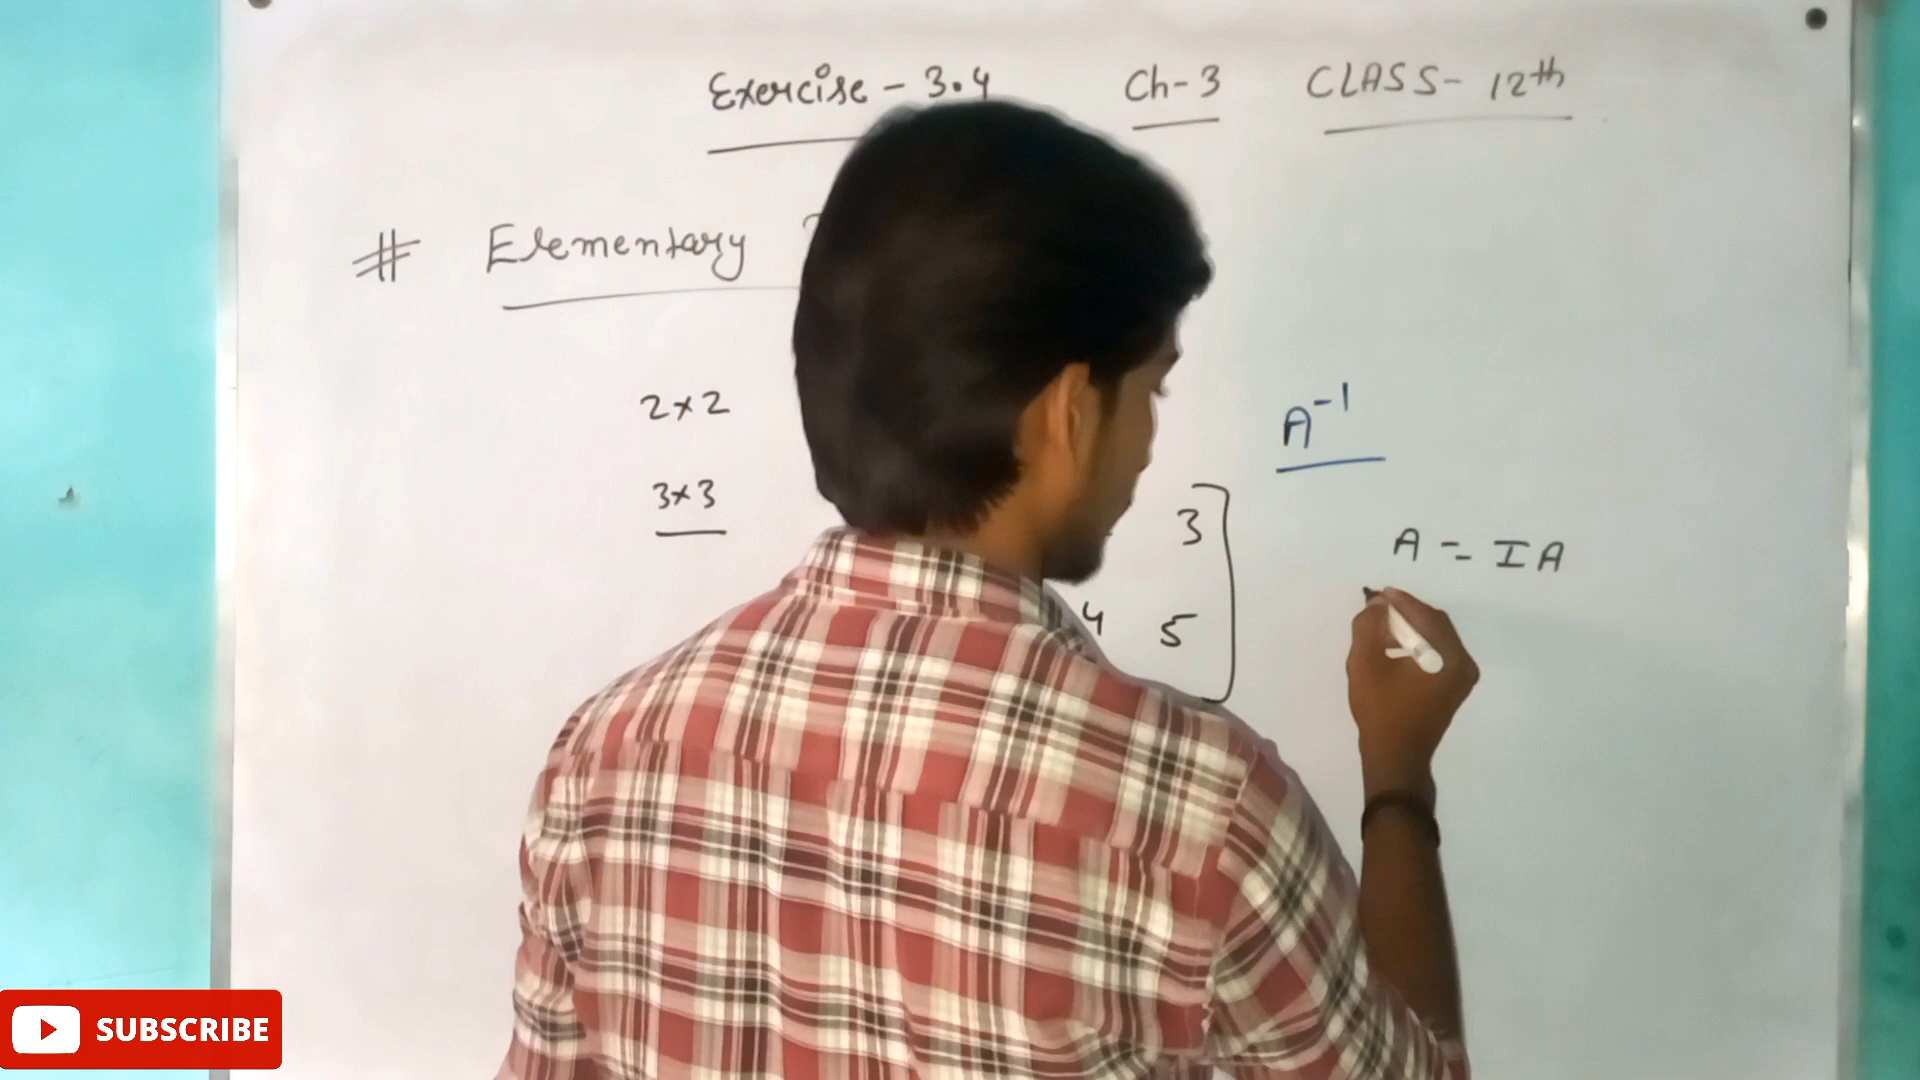 Exercise - 3.4 Ch-3 CLASS- 12th
# Elementary
2×2
A⁻¹
3×3
3
A = IA
4 5
SUBSCRIBE